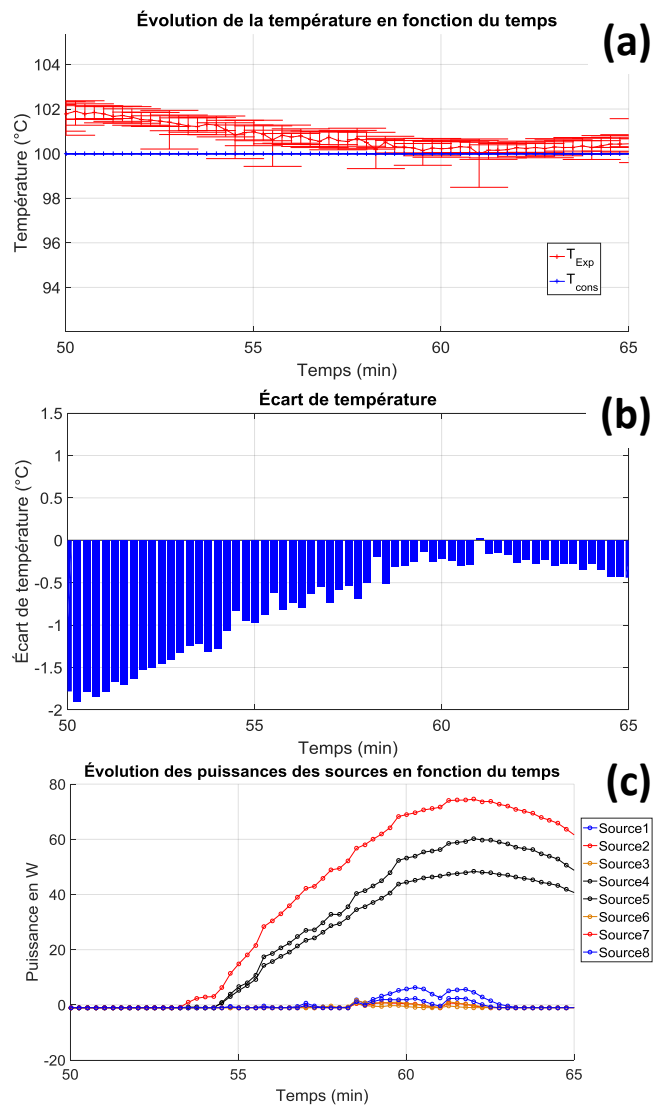 Évolution de la température en fonction du temps
(a)
Température (°C)
104
102
100
98
96
94
T Exp
T cons
50 55 60 65
Temps (min)
Écart de température
(b)
Écart de température (°C)
1.5
1
0.5
0
-0.5
-1
-1.5
-2
50 55 60 65
Temps (min)
Évolution des puissances des sources en fonction du temps
(c)
Puissance en W
80
60
40
20
0
-20
Source1
Source2
Source3
Source4
Source5
Source6
Source7
Source8
50 55 60 65
Temps (min)